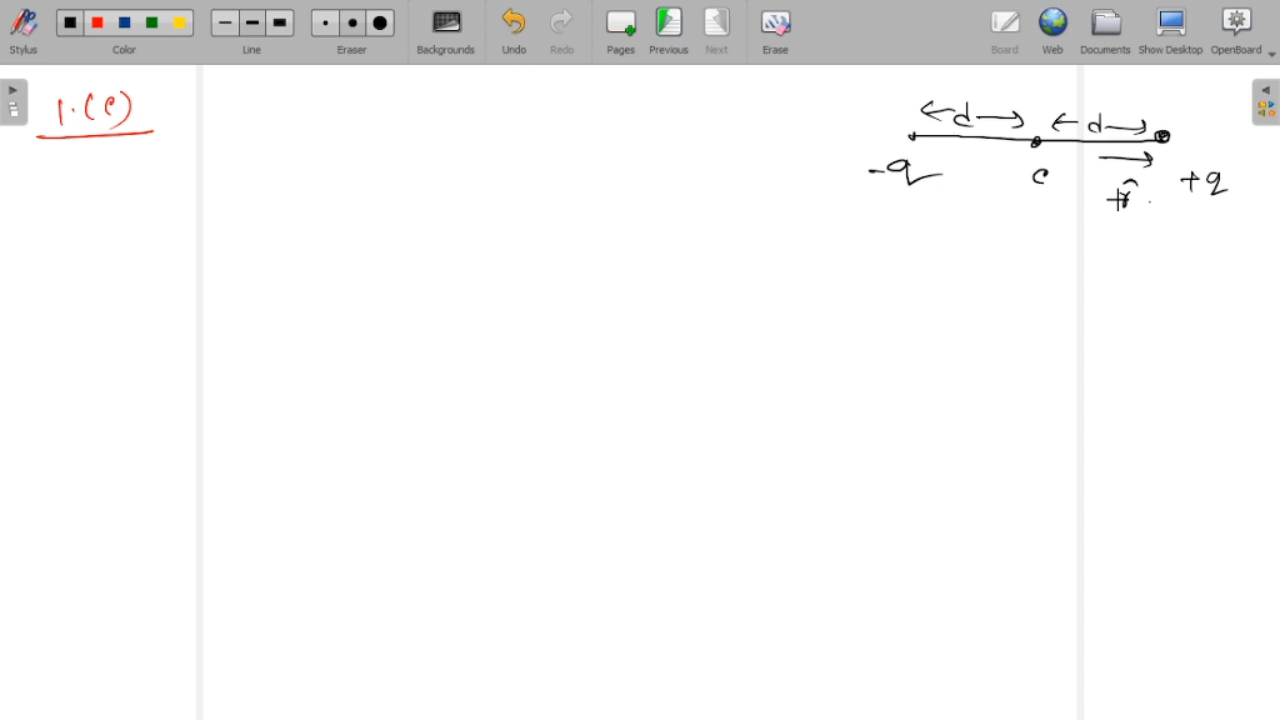 Stylus
Color
Line
Eraser
Backgrounds
Undo
Redo
Pages
Previous
Next
Erase
Board
Web
Documents
Show Desktop
OpenBoard
1.(c)
d
d
-q
c
+r̂
+q